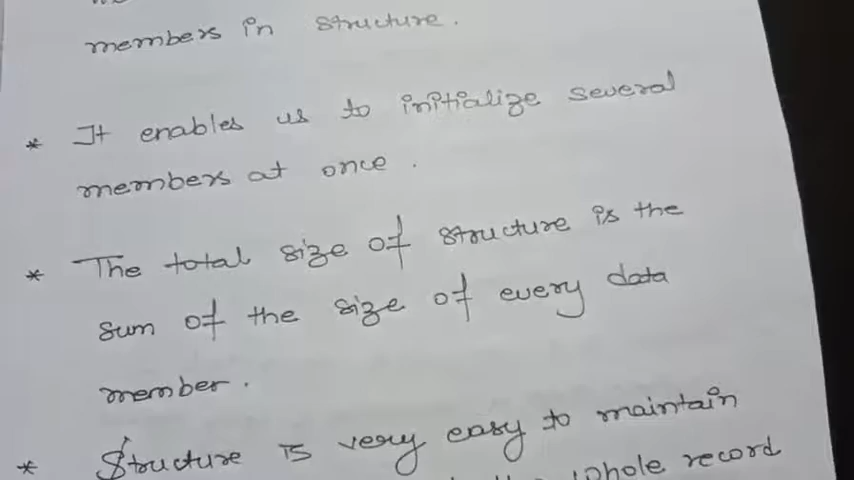 members in structure.
* It enables us to initialize several
members at once.
* The total size of structure is the
sum of the size of every data
member.
* Structure is very easy to maintain
whole record